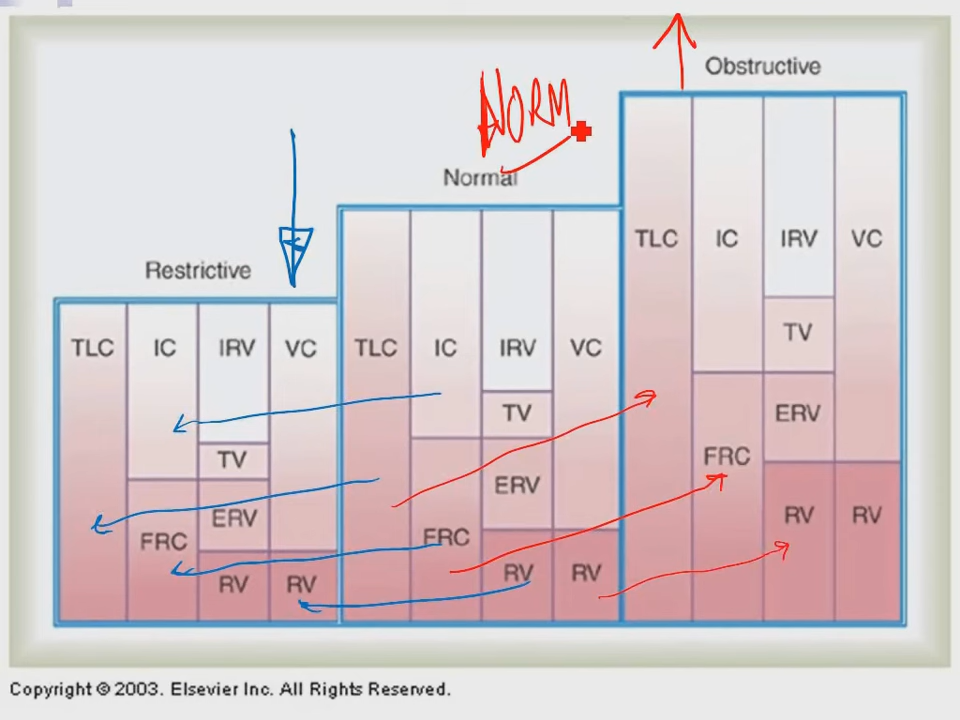 NORM
Obstructive
Normal
Restrictive
TLC IC IRV VC
TV
ERV
FRC
RV RV
TLC IC IRV VC
TV
ERV
FRC
RV RV
TLC IC IRV VC
TV
ERV
FRC
RV RV
Copyright © 2003. Elsevier Inc. All Rights Reserved.